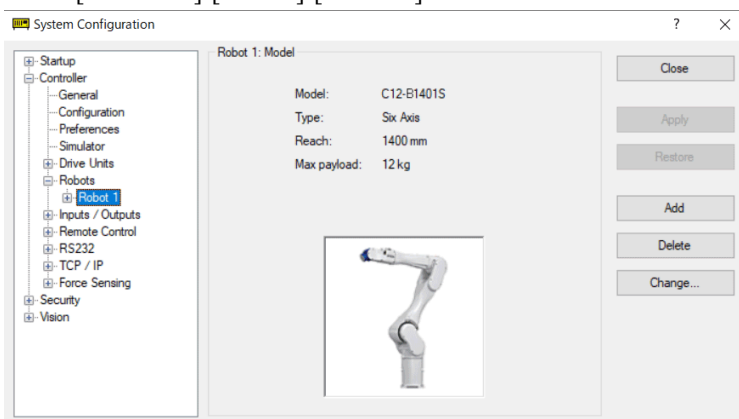 System Configuration
? ×
Startup
Controller
General
Configuration
Preferences
Simulator
Drive Units
Robots
Robot 1
Inputs / Outputs
Remote Control
RS232
TCP / IP
Force Sensing
Security
Vision
Robot 1: Model
Model: C12-B1401S
Type: Six Axis
Reach: 1400 mm
Max payload: 12 kg
Close
Apply
Restore
Add
Delete
Change...